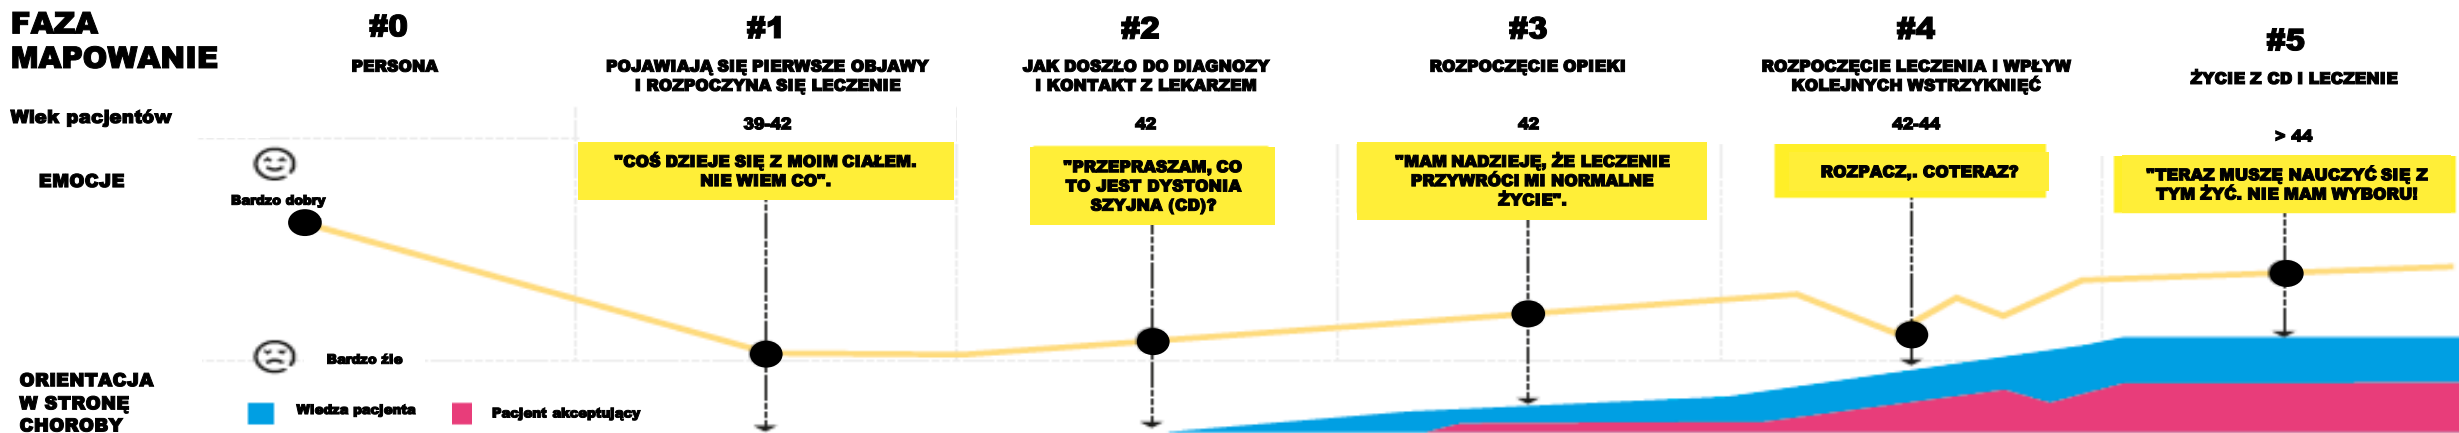 FAZA
MAPOWANIE
#0
PERSONA
#1
POJAWIAJĄ SIĘ PIERWSZE OBJAWY
I ROZPOCZYNA SIĘ LECZENIE
#2
JAK DOSZŁO DO DIAGNOZY
I KONTAKT Z LEKARZEM
#3
ROZPOCZĘCIE OPIEKI
#4
ROZPOCZĘCIE LECZENIA I WPŁYW
KOLEJNYCH WSTRZYKNIĘĆ
#5
ŻYCIE Z CD I LECZENIE
Wiek pacjentów
39-42
42
42
42-44
> 44
EMOCJE
Bardzo dobry
"COŚ DZIEJE SIĘ Z MOIM CIAŁEM.
NIE WIEM CO".
"PRZEPRASZAM, CO
TO JEST DYSTONIA
SZYJNA (CD)?
"MAM NADZIEJĘ, ŻE LECZENIE
PRZYWRÓCI MI NORMALNE
ŻYCIE".
ROZPACZ,. COTERAZ?
"TERAZ MUSZĘ NAUCZYĆ SIĘ Z
TYM ŻYĆ. NIE MAM WYBORU!
Bardzo źle
ORIENTACJA
W STRONĘ
CHOROBY
Wiedza pacjenta
Pacjent akceptujący